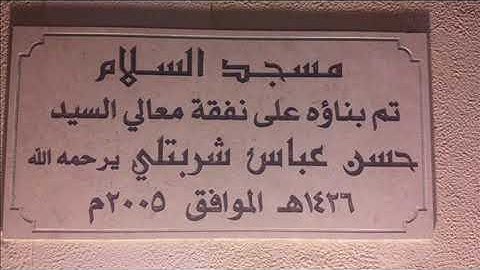 مسجد السلام
تم بناؤه على نفقة معالي السيد
حسن عباس شربتلي يرحمه الله
١٤٢٦هـ الموافق ٢٠٠٥م